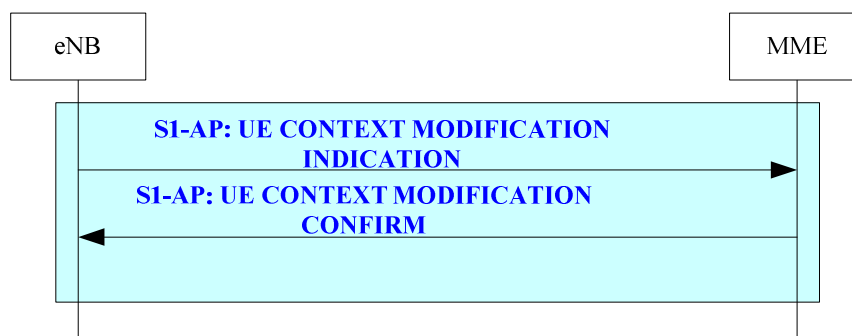 eNB
MME
S1-AP: UE CONTEXT MODIFICATION
INDICATION
S1-AP: UE CONTEXT MODIFICATION
CONFIRM